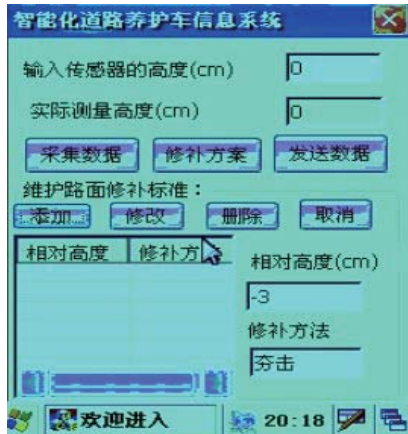 智能化道路养护车信息系统
输入传感器的高度(cm) 0
实际测量高度(cm) 0
采集数据 修补方案 发送数据
维护路面修补标准：
添加 修改 删除 取消
相对高度 修补方 相对高度(cm)
-3
修补方法
夯击
欢迎进入 20:18